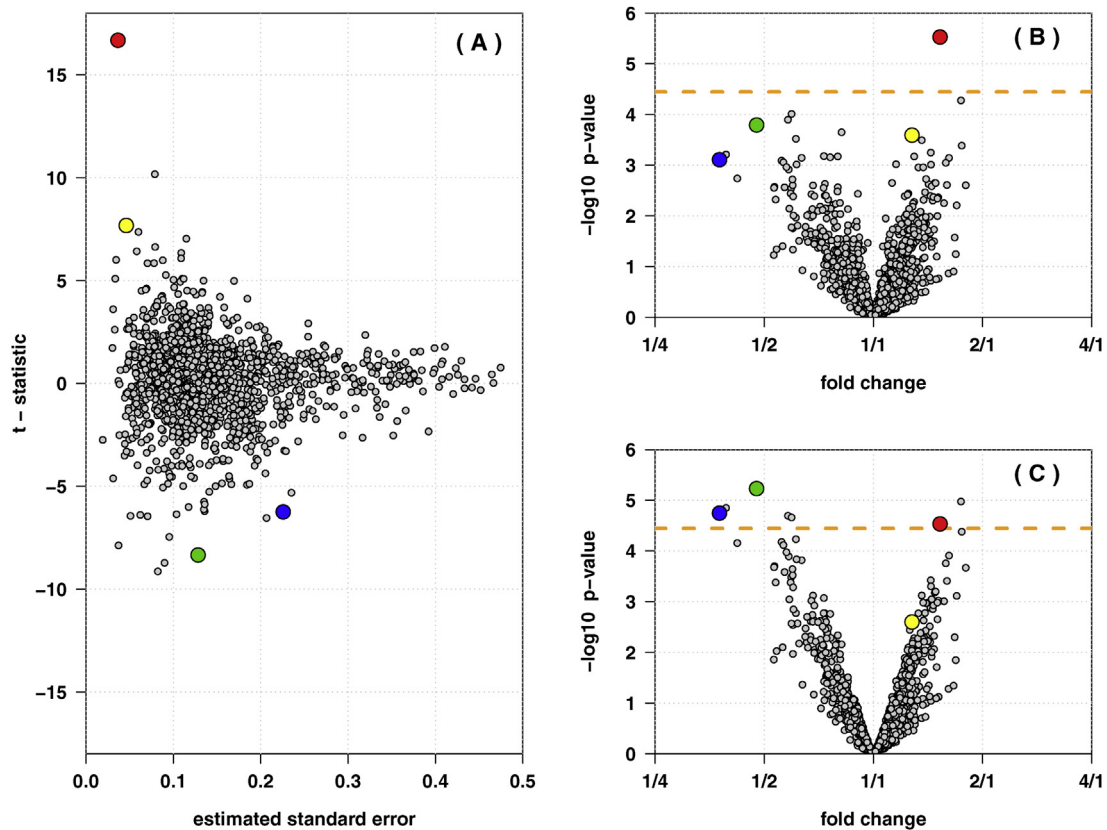 ( A )
15
10
5
0
−5
−10
−15
t − statistic
0.0 0.1 0.2 0.3 0.4 0.5
estimated standard error
( B )
6
5
4
3
2
1
0
−log10 p−value
1/4 1/2 1/1 2/1 4/1
fold change
( C )
6
5
4
3
2
1
0
−log10 p−value
1/4 1/2 1/1 2/1 4/1
fold change